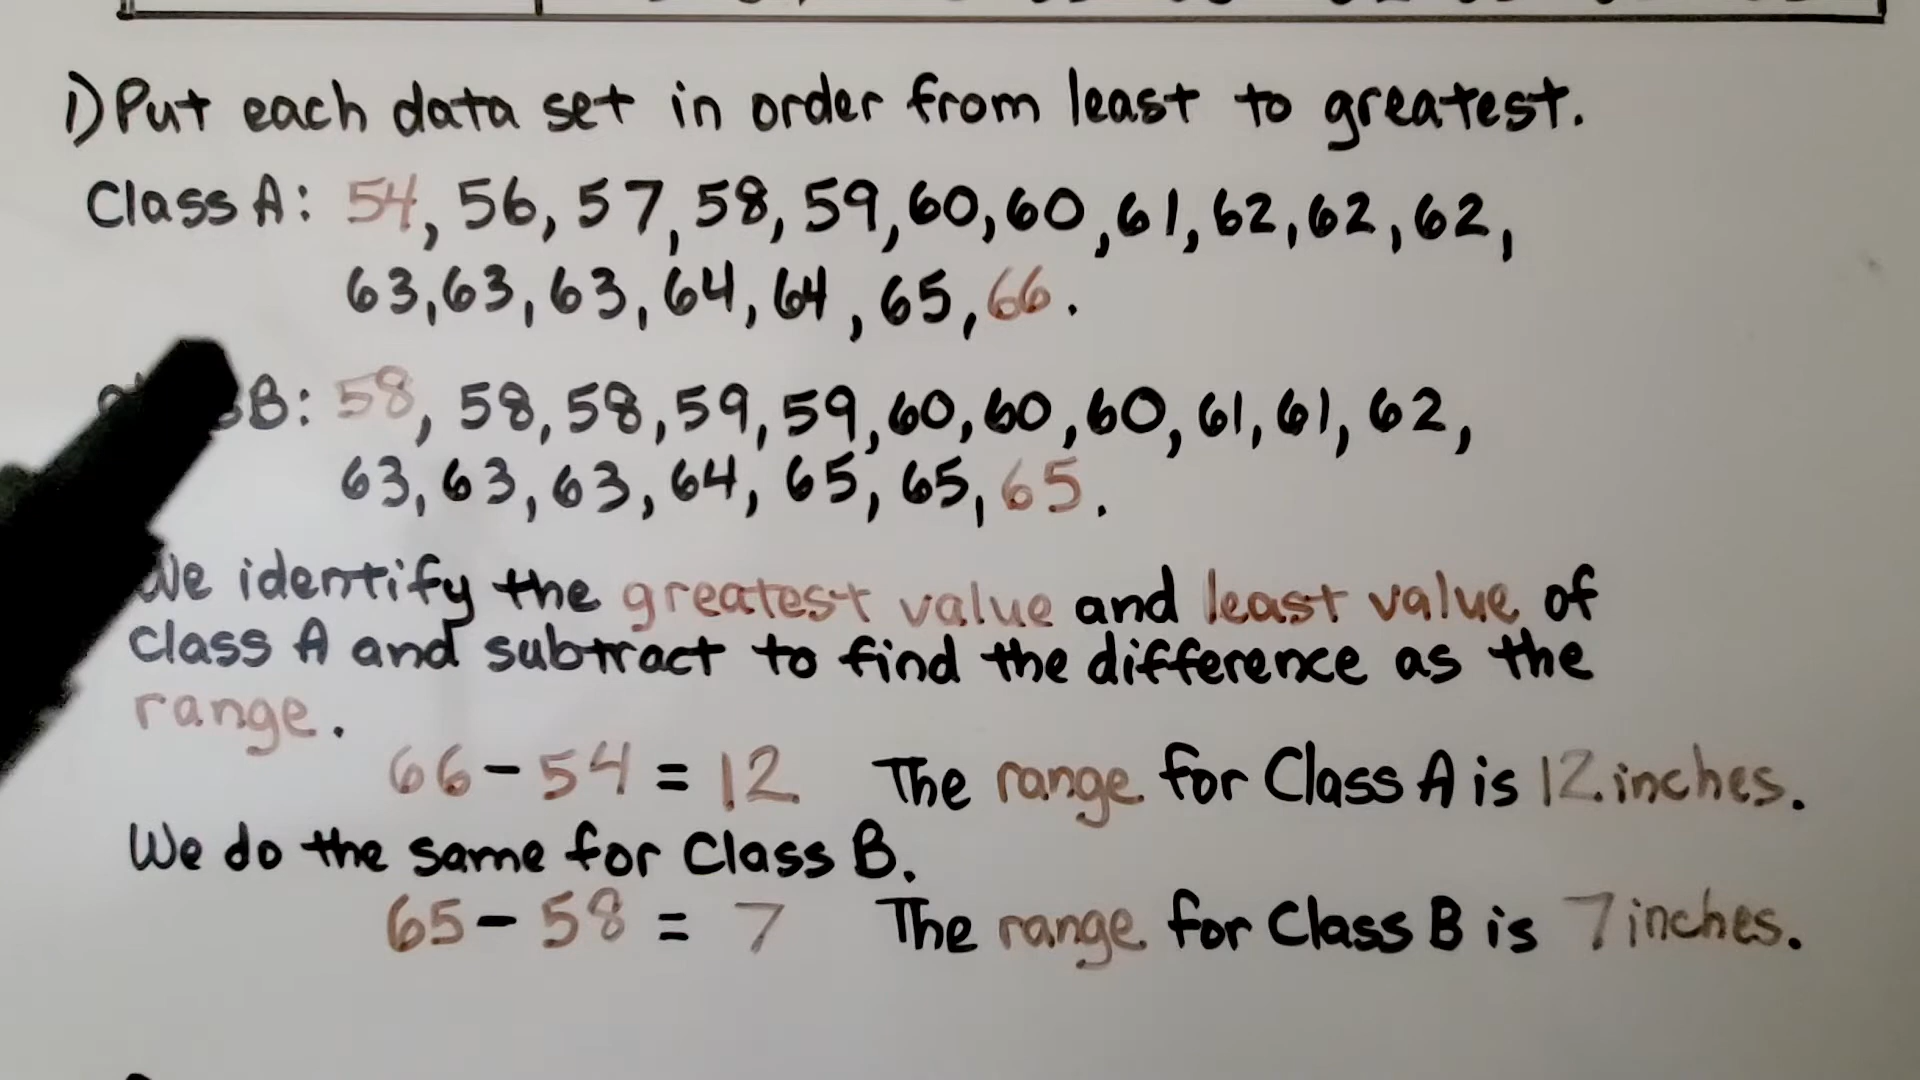 1) Put each data set in order from least to greatest.
Class A: 54, 56, 57, 58, 59, 60, 60, 61, 62, 62, 62,
63, 63, 63, 64, 64, 65, 66.
B: 58, 58, 58, 59, 59, 60, 60, 60, 61, 61, 62,
63, 63, 63, 64, 65, 65, 65.
We identify the greatest value and least value of
Class A and subtract to find the difference as the
range.
66 - 54 = 12 The range for Class A is 12 inches.
We do the same for Class B.
65 - 58 = 7 The range for Class B is 7 inches.